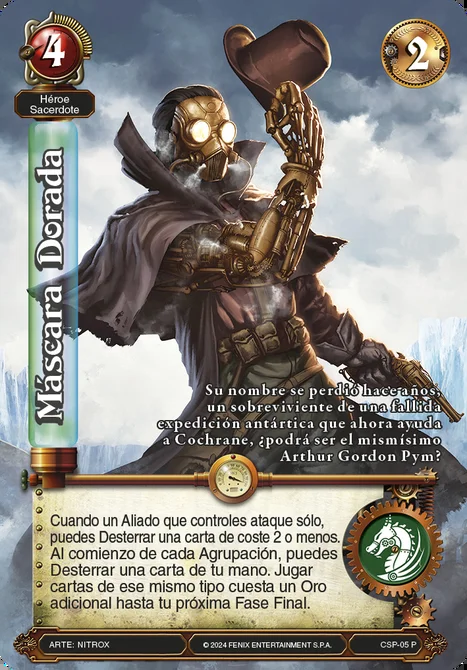 4
2
Héroe
Sacerdote
Máscara Dorada
Su nombre se perdió hace años,
un sobreviviente de una fallida
expedición antártica que ahora ayuda
a Cochrane, ¿podrá ser el mismísimo
Arthur Gordon Pym?
Cuando un Aliado que controles ataque sólo,
puedes Desterrar una carta de coste 2 o menos.
Al comienzo de cada Agrupación, puedes
Desterrar una carta de tu mano. Jugar
cartas de ese mismo tipo cuesta un Oro
adicional hasta tu próxima Fase Final.
ARTE: NITROX
© 2024 FENIX ENTERTAINMENT S.P.A.
CSP-05 P